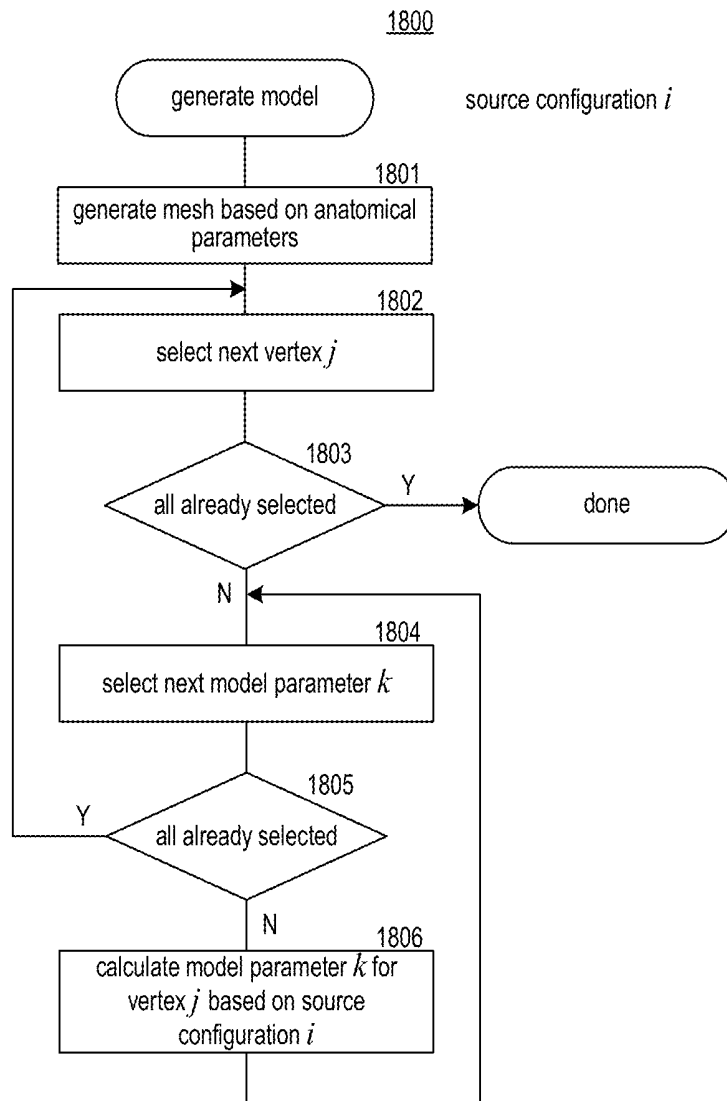 1800
generate model
source configuration i
1801
generate mesh based on anatomical
parameters
1802
select next vertex j
1803
all already selected
Y
done
N
1804
select next model parameter k
1805
Y
all already selected
N
1806
calculate model parameter k for
vertex j based on source
configuration i